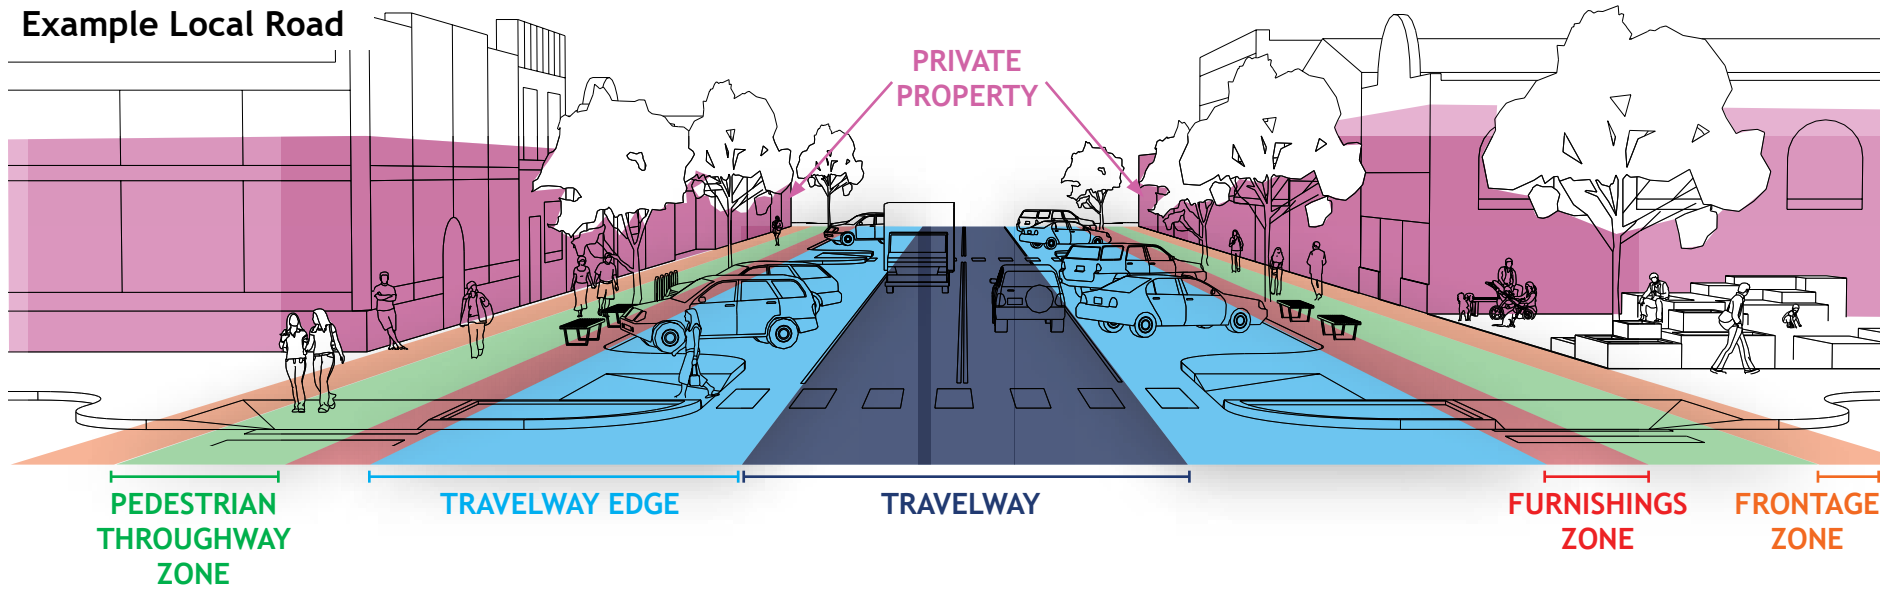 Example Local Road
PRIVATE
PROPERTY
PEDESTRIAN
THROUGHWAY
ZONE
TRAVELWAY EDGE
TRAVELWAY
FURNISHINGS
ZONE
FRONTAGE
ZONE